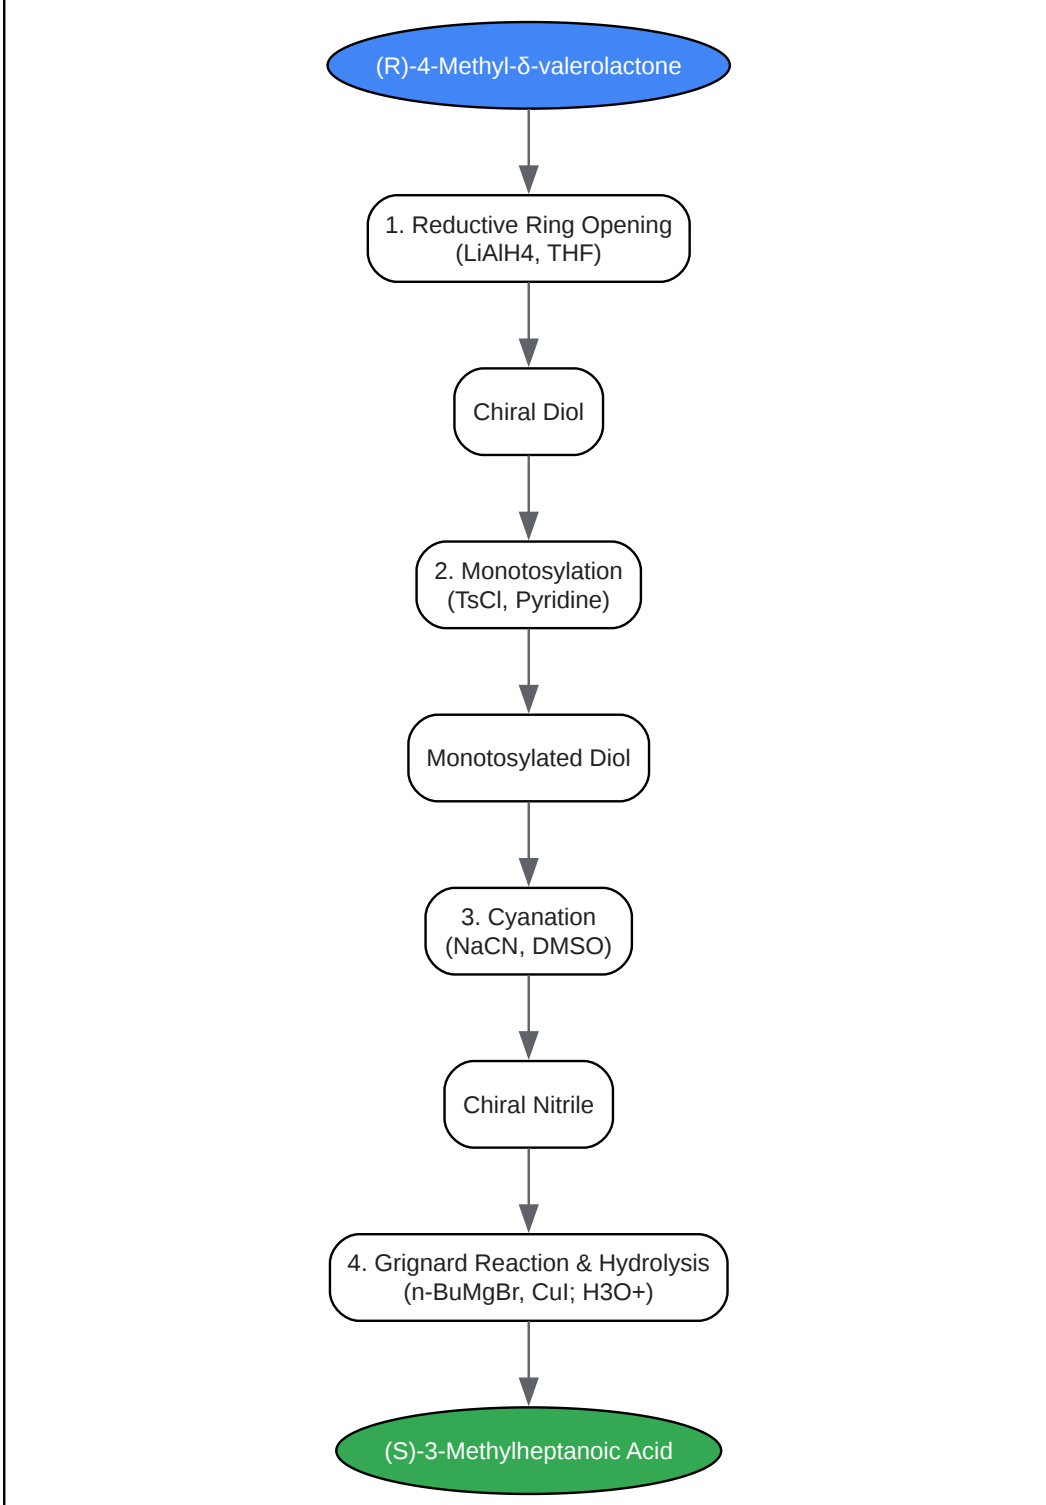 (R)-4-Methyl-δ-valerolactone
1. Reductive Ring Opening
(LiAlH4, THF)
Chiral Diol
2. Monotosylation
(TsCl, Pyridine)
Monotosylated Diol
3. Cyanation
(NaCN, DMSO)
Chiral Nitrile
4. Grignard Reaction & Hydrolysis
(n-BuMgBr, CuI; H3O+)
(S)-3-Methylheptanoic Acid